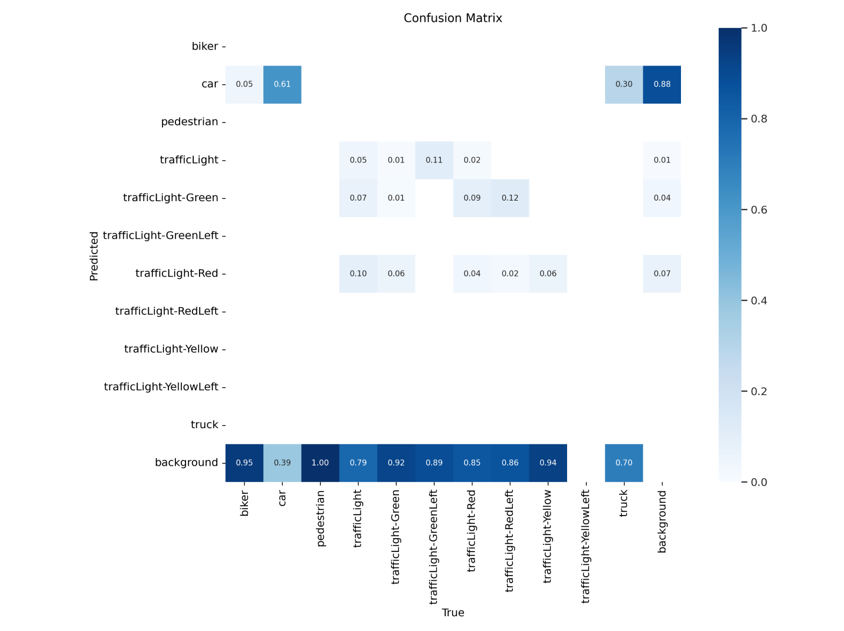 Confusion Matrix
biker
car
0.05 0.61 0.30 0.88
pedestrian
trafficLight
0.05 0.01 0.11 0.02 0.01
trafficLight-Green
0.07 0.01 0.09 0.12 0.04
trafficLight-GreenLeft
Predicted
trafficLight-Red
0.10 0.06 0.04 0.02 0.06 0.07
trafficLight-RedLeft
trafficLight-Yellow
trafficLight-YellowLeft
truck
background
0.95 0.39 1.00 0.79 0.92 0.89 0.85 0.86 0.94 0.70
biker
car
pedestrian
trafficLight
trafficLight-Green
trafficLight-GreenLeft
trafficLight-Red
trafficLight-RedLeft
trafficLight-Yellow
trafficLight-YellowLeft
truck
background
True
1.0
0.8
0.6
0.4
0.2
0.0